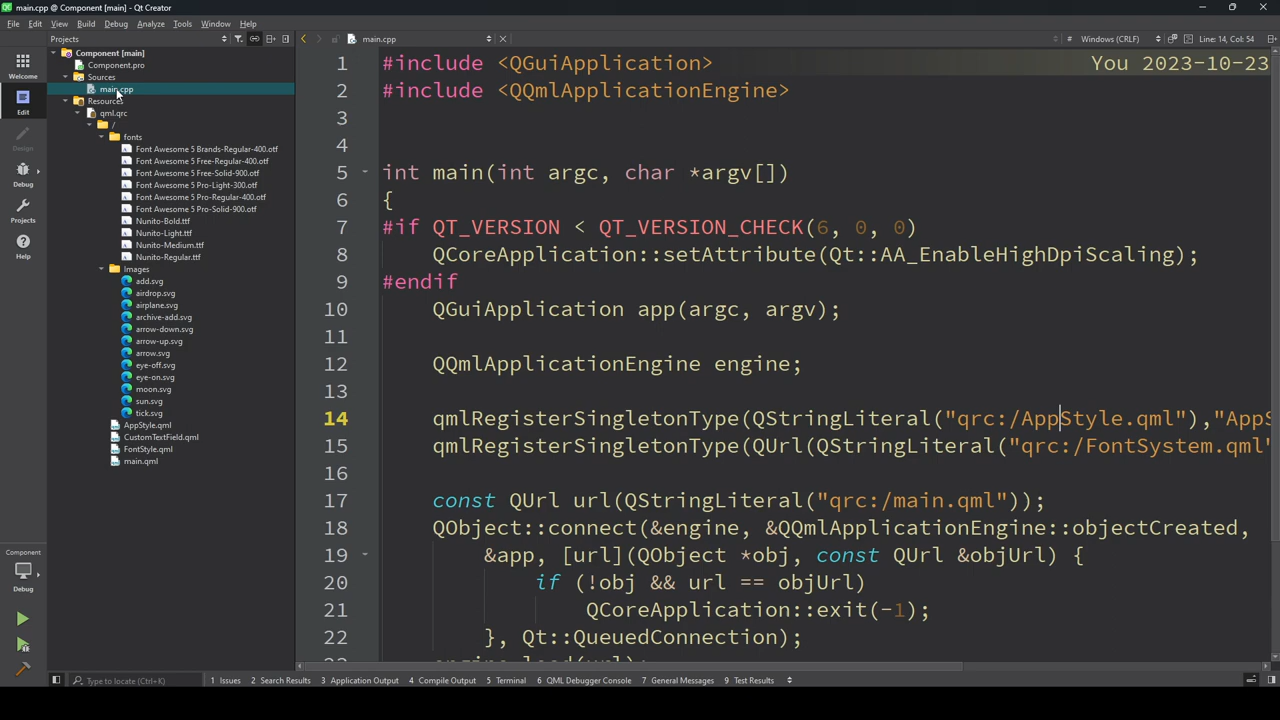 main.cpp @ Component [main] - Qt Creator
File Edit View Build Debug Analyze Tools Window Help
Projects
main.cpp
# Windows (CRLF)
Line: 14, Col: 54
Welcome
Edit
Design
Debug
Projects
Help
Component
Debug
Component [main]
Component.pro
Sources
main.cpp
Resources
qml.qrc
/
fonts
Font Awesome 5 Brands-Regular-400.otf
Font Awesome 5 Free-Regular-400.otf
Font Awesome 5 Free-Solid-900.otf
Font Awesome 5 Pro-Light-300.otf
Font Awesome 5 Pro-Regular-400.otf
Font Awesome 5 Pro-Solid-900.otf
Nunito-Bold.ttf
Nunito-Light.ttf
Nunito-Medium.ttf
Nunito-Regular.ttf
Images
add.svg
airdrop.svg
airplane.svg
archive-add.svg
arrow-down.svg
arrow-up.svg
arrow.svg
eye-off.svg
eye-on.svg
moon.svg
sun.svg
tick.svg
AppStyle.qml
CustomTextField.qml
FontStyle.qml
main.qml
1 #include <QGuiApplication> You 2023-10-23
2 #include <QQmlApplicationEngine>
3
4
5 int main(int argc, char *argv[])
6 {
7 #if QT_VERSION < QT_VERSION_CHECK(6, 0, 0)
8 QCoreApplication::setAttribute(Qt::AA_EnableHighDpiScaling);
9 #endif
10 QGuiApplication app(argc, argv);
11
12 QQmlApplicationEngine engine;
13
14 qmlRegisterSingletonType(QStringLiteral("qrc:/AppStyle.qml"),"AppS
15 qmlRegisterSingletonType(QUrl(QStringLiteral("qrc:/FontSystem.qml"
16
17 const QUrl url(QStringLiteral("qrc:/main.qml"));
18 QObject::connect(&engine, &QQmlApplicationEngine::objectCreated,
19 &app, [url](QObject *obj, const QUrl &objUrl) {
20 if (!obj && url == objUrl)
21 QCoreApplication::exit(-1);
22 }, Qt::QueuedConnection);
23 engine.load(url);
Type to locate (Ctrl+K)
1 Issues 2 Search Results 3 Application Output 4 Compile Output 5 Terminal 6 QML Debugger Console 7 General Messages 9 Test Results